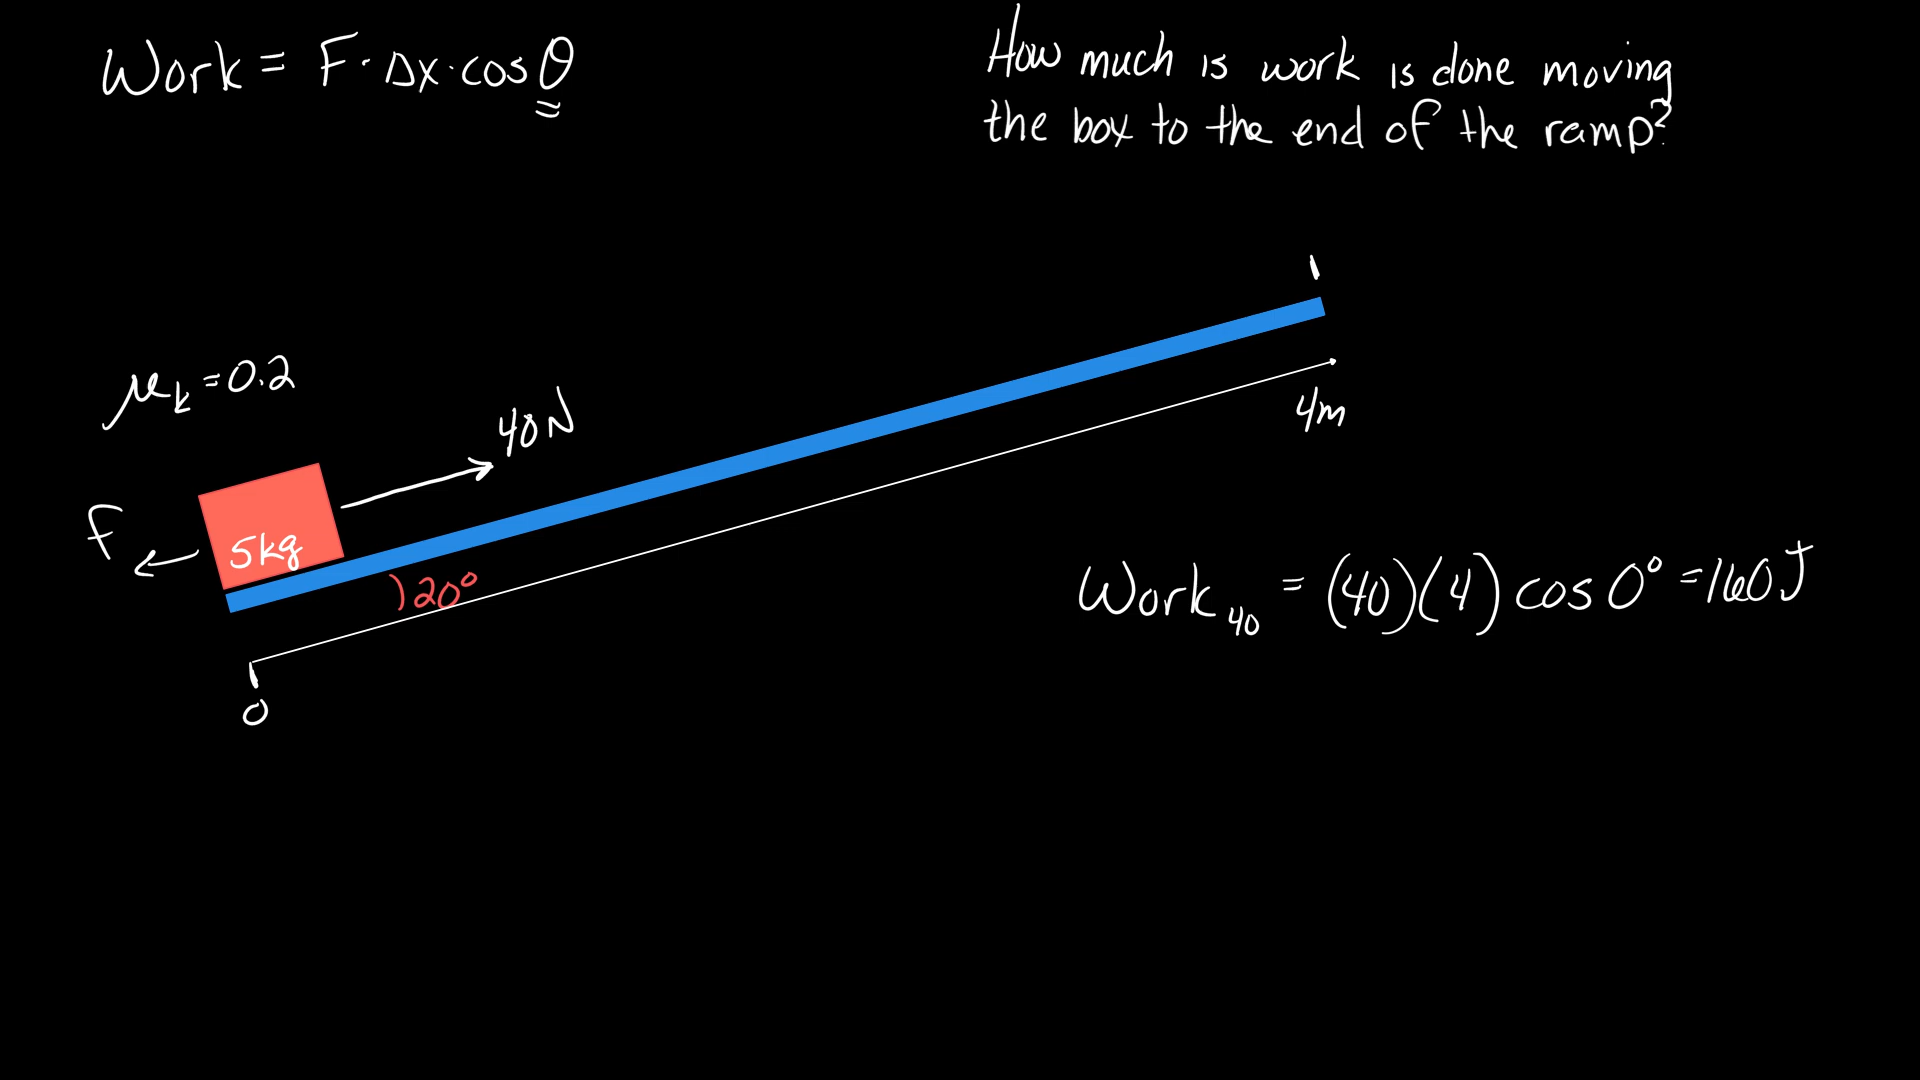 Work = F · Δx · cos θ
How much is work is done moving
the box to the end of the ramp?
μk = 0.2
40N
F
5kg
)20°
4m
0
Work40 = (40)(4) cos 0° = 160J